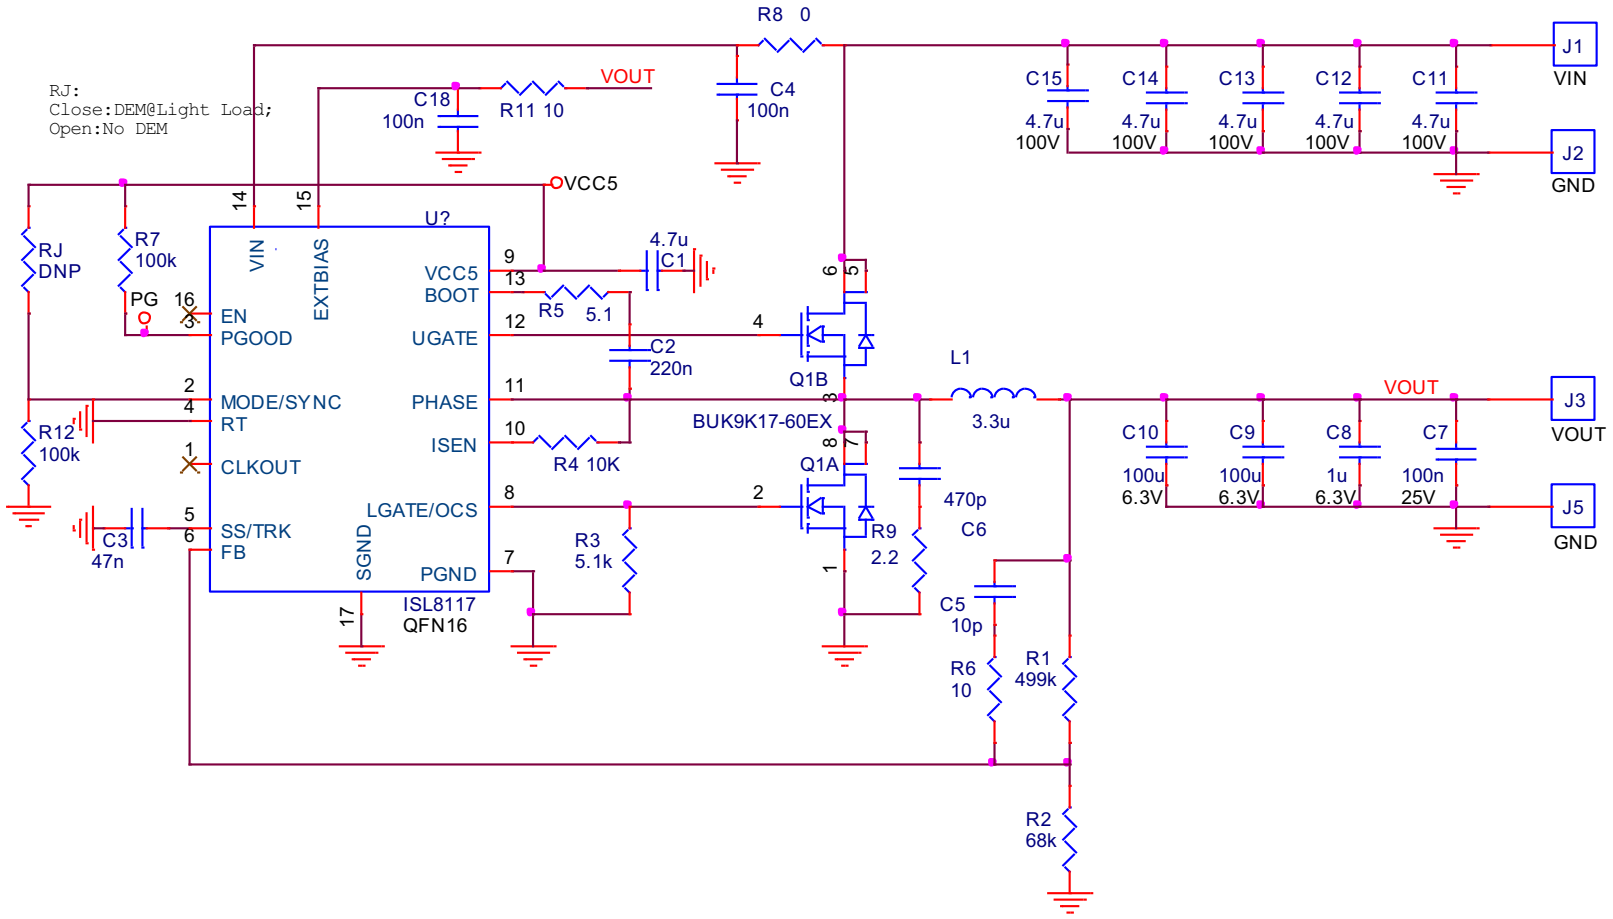 R8 0
J1
VIN
C15
4.7u
100V
C14
4.7u
100V
C13
4.7u
100V
C12
4.7u
100V
C11
4.7u
100V
J2
GND
RJ:
Close:DEM@Light Load;
Open:No DEM
C18
100n
R11 10
VOUT
C4
100n
VCC5
14
15
U?
RJ
DNP
R7
100k
PG
VIN
EXTBIAS
16
EN
3
PGOOD
2
MODE/SYNC
4
RT
1
CLKOUT
5
SS/TRK
6
FB
R12
100k
C3
47n
9
VCC5
13
BOOT
12
UGATE
11
PHASE
10
ISEN
8
LGATE/OCS
7
PGND
SGND
17
ISL8117
QFN16
4.7u
C1
R5
5.1
C2
220n
R4 10K
R3
5.1k
6
5
4
Q1B
3
BUK9K17-60EX
8
7
Q1A
2
1
L1
3.3u
470p
C6
R9
2.2
C5
10p
R6
10
R1
499k
R2
68k
VOUT
C10
100u
6.3V
C9
100u
6.3V
C8
1u
6.3V
C7
100n
25V
J3
VOUT
J5
GND